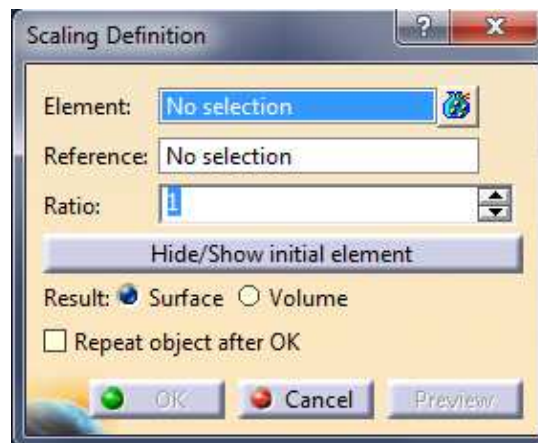 Scaling Definition ?
Element: No selection
Reference: No selection
Ratio: 1
Hide/Show initial element
Result: Surface Volume
Repeat object after OK
OK Cancel Preview